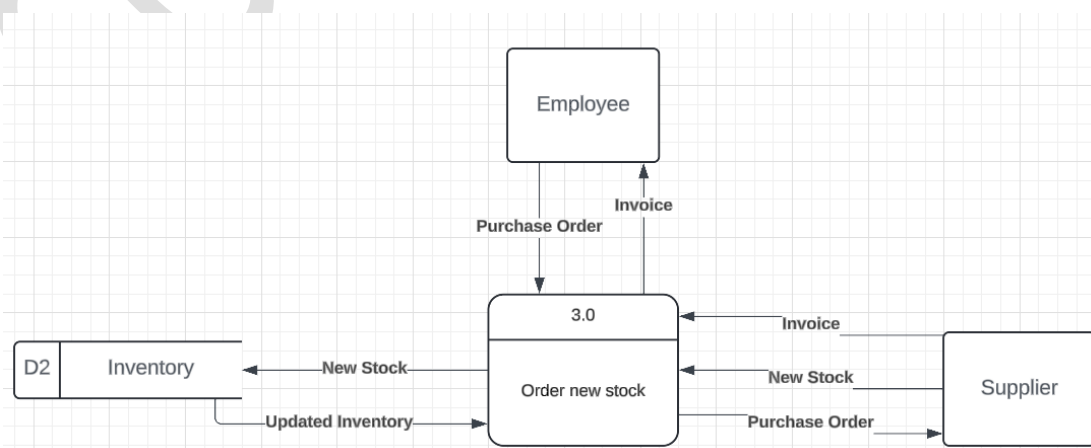 Employee
Invoice
Purchase Order
3.0
Invoice
D2
Inventory
New Stock
Order new stock
New Stock
Supplier
Updated Inventory
Purchase Order